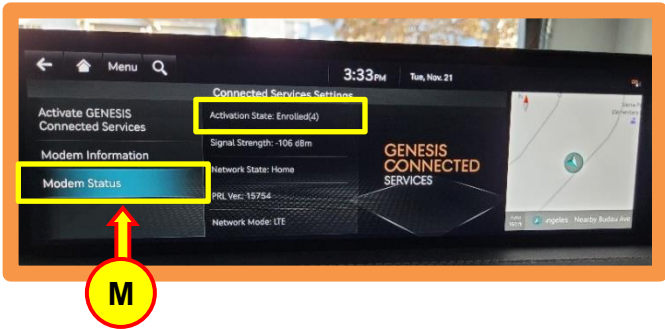 Menu
3:33PM
Tue, Nov. 21
Connected Services Settings
Activate GENESIS
Connected Services
Modem Information
Modem Status
Activation State: Enrolled(4)
Signal Strength: -106 dBm
Network State: Home
PRL Ver.: 15754
Network Mode: LTE
GENESIS
CONNECTED
SERVICES
Elementary
ngeles Nearby Budau Ave
M